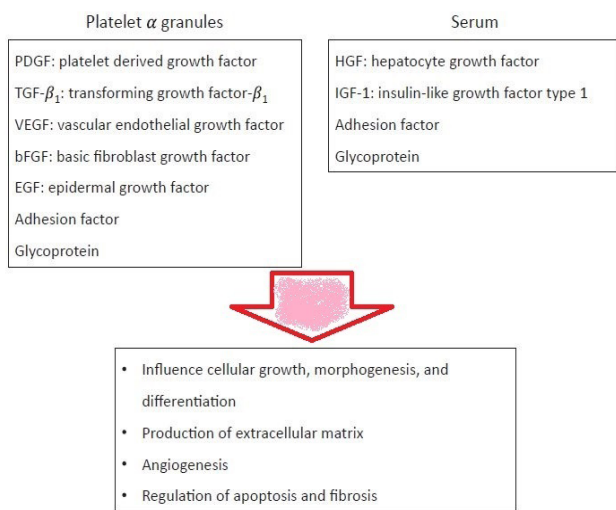 Platelet α granules
PDGF: platelet derived growth factor
TGF-β₁: transforming growth factor-β₁
VEGF: vascular endothelial growth factor
bFGF: basic fibroblast growth factor
EGF: epidermal growth factor
Adhesion factor
Glycoprotein
Serum
HGF: hepatocyte growth factor
IGF-1: insulin-like growth factor type 1
Adhesion factor
Glycoprotein
• Influence cellular growth, morphogenesis, and
differentiation
• Production of extracellular matrix
• Angiogenesis
• Regulation of apoptosis and fibrosis